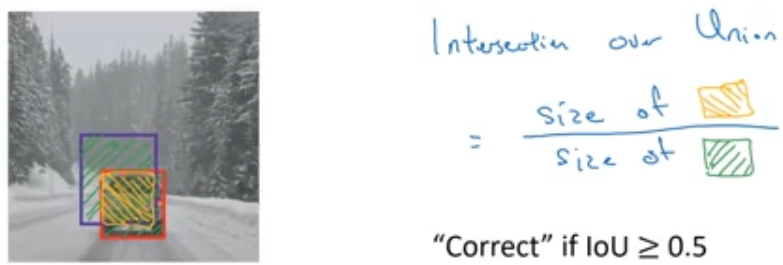 Intersection over Union
= size of
size of
"Correct" if IoU ≥ 0.5